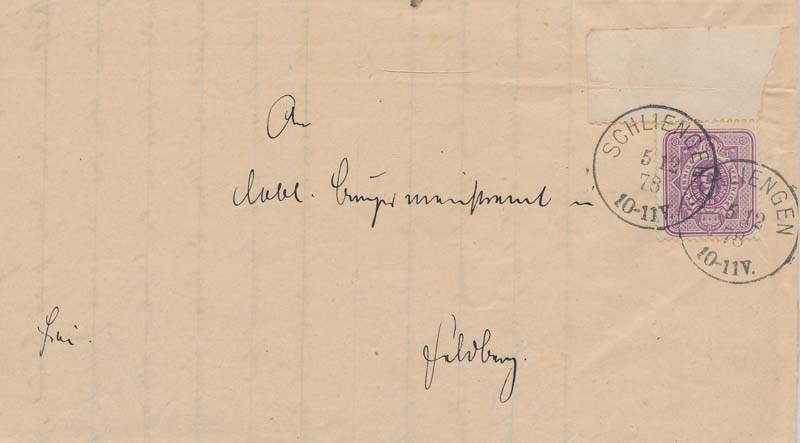 An
Löbl. Bürgermeisteramt in
Feldberg.
frei.
SCHLIENGEN
5 12
78
10-11V.
SCHLIENGEN
5 12
78
10-11V.